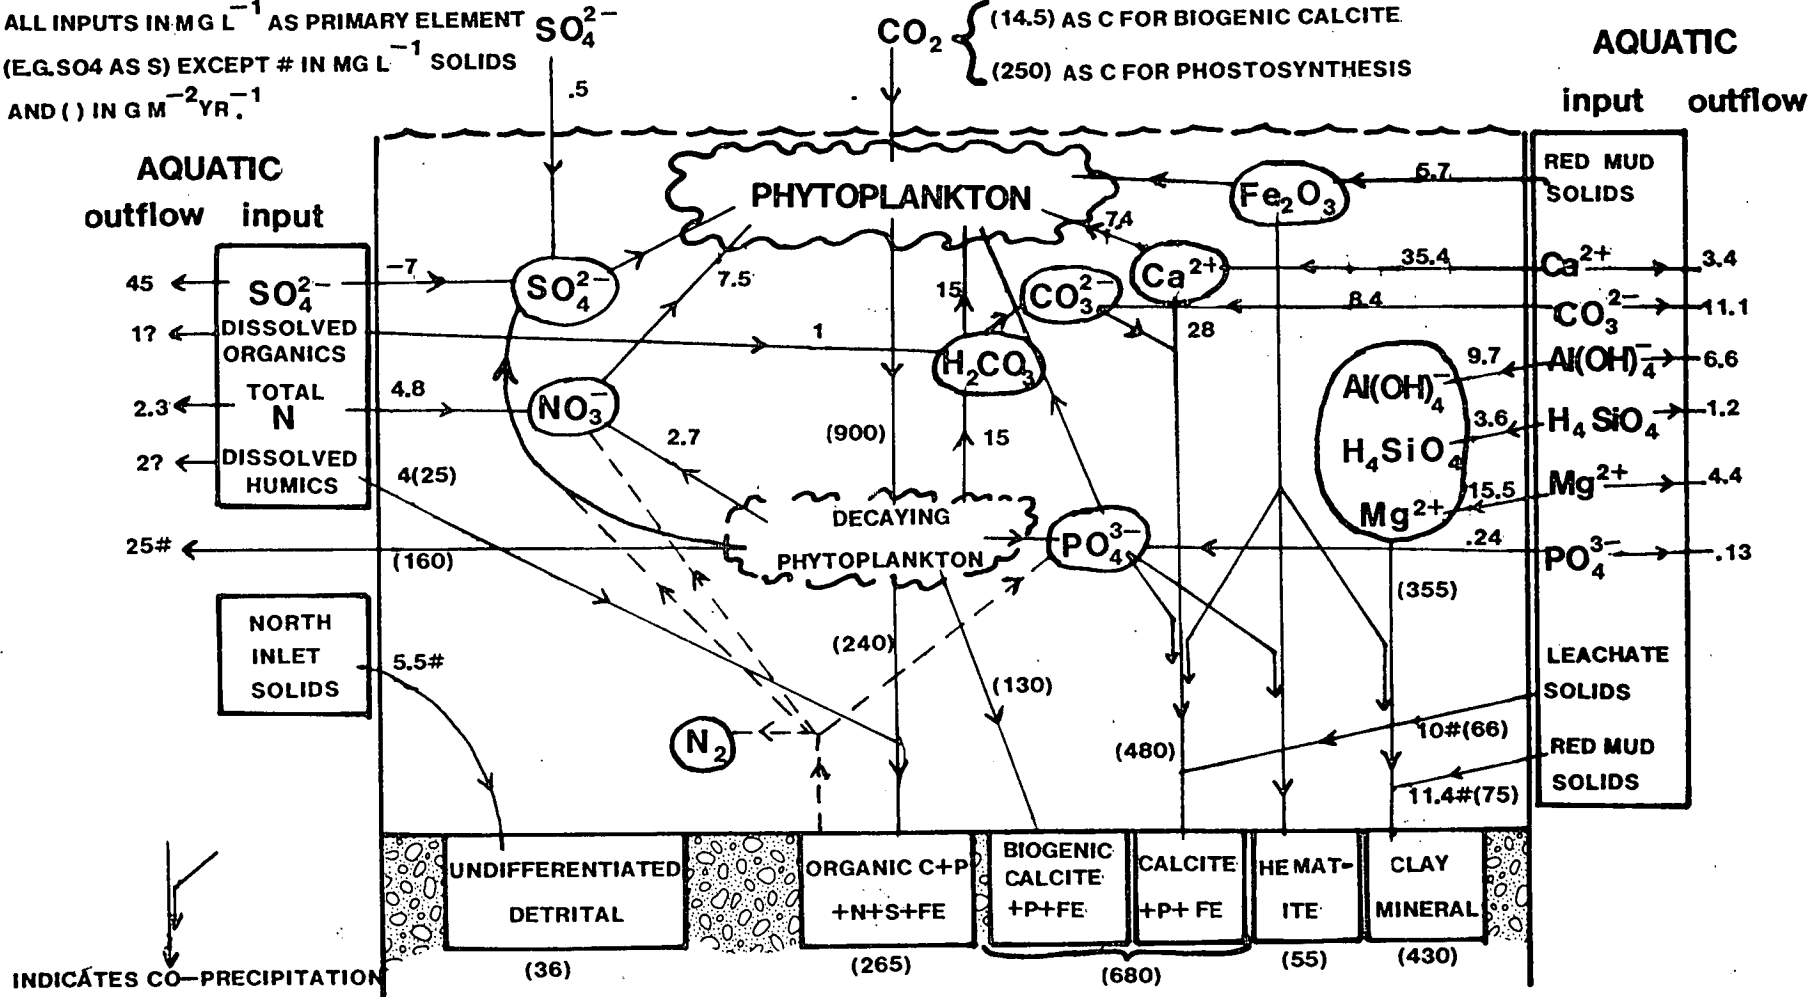 ALL INPUTS IN MG L⁻¹ AS PRIMARY ELEMENT
(E.G. SO4 AS S) EXCEPT # IN MG L⁻¹ SOLIDS
AND ( ) IN G M⁻² YR⁻¹.
SO₄²⁻
.5
CO₂
(14.5) AS C FOR BIOGENIC CALCITE
(250) AS C FOR PHOSTOSYNTHESIS
AQUATIC
input outflow
AQUATIC
outflow input
PHYTOPLANKTON
Fe₂O₃
5.7
RED MUD
SOLIDS
45
SO₄²⁻
–7
SO₄²⁻
7.5
15
CO₃²⁻
7.4
Ca²⁺
35.4
Ca²⁺
3.4
8.4
CO₃²⁻
11.1
1?
DISSOLVED
ORGANICS
1
H₂CO₃
28
Al(OH)₄⁻
9.7
Al(OH)₄⁻
6.6
2.3
TOTAL
N
4.8
NO₃⁻
2.7
(900)
15
H₄SiO₄
3.6
H₄SiO₄
1.2
2?
DISSOLVED
HUMICS
4(25)
Mg²⁺
15.5
Mg²⁺
4.4
DECAYING
PHYTOPLANKTON
PO₄³⁻
.24
PO₄³⁻
.13
25#
(160)
(355)
NORTH
INLET
SOLIDS
5.5#
(240)
(130)
N₂
(480)
LEACHATE
SOLIDS
10#(66)
RED MUD
SOLIDS
11.4#(75)
UNDIFFERENTIATED
DETRITAL
ORGANIC C+P
+N+S+FE
BIOGENIC
CALCITE
+P+FE
CALCITE
+P+FE
HEMAT-
ITE
CLAY
MINERAL
(36)
(265)
(680)
(55)
(430)
INDICATES CO-PRECIPITATION